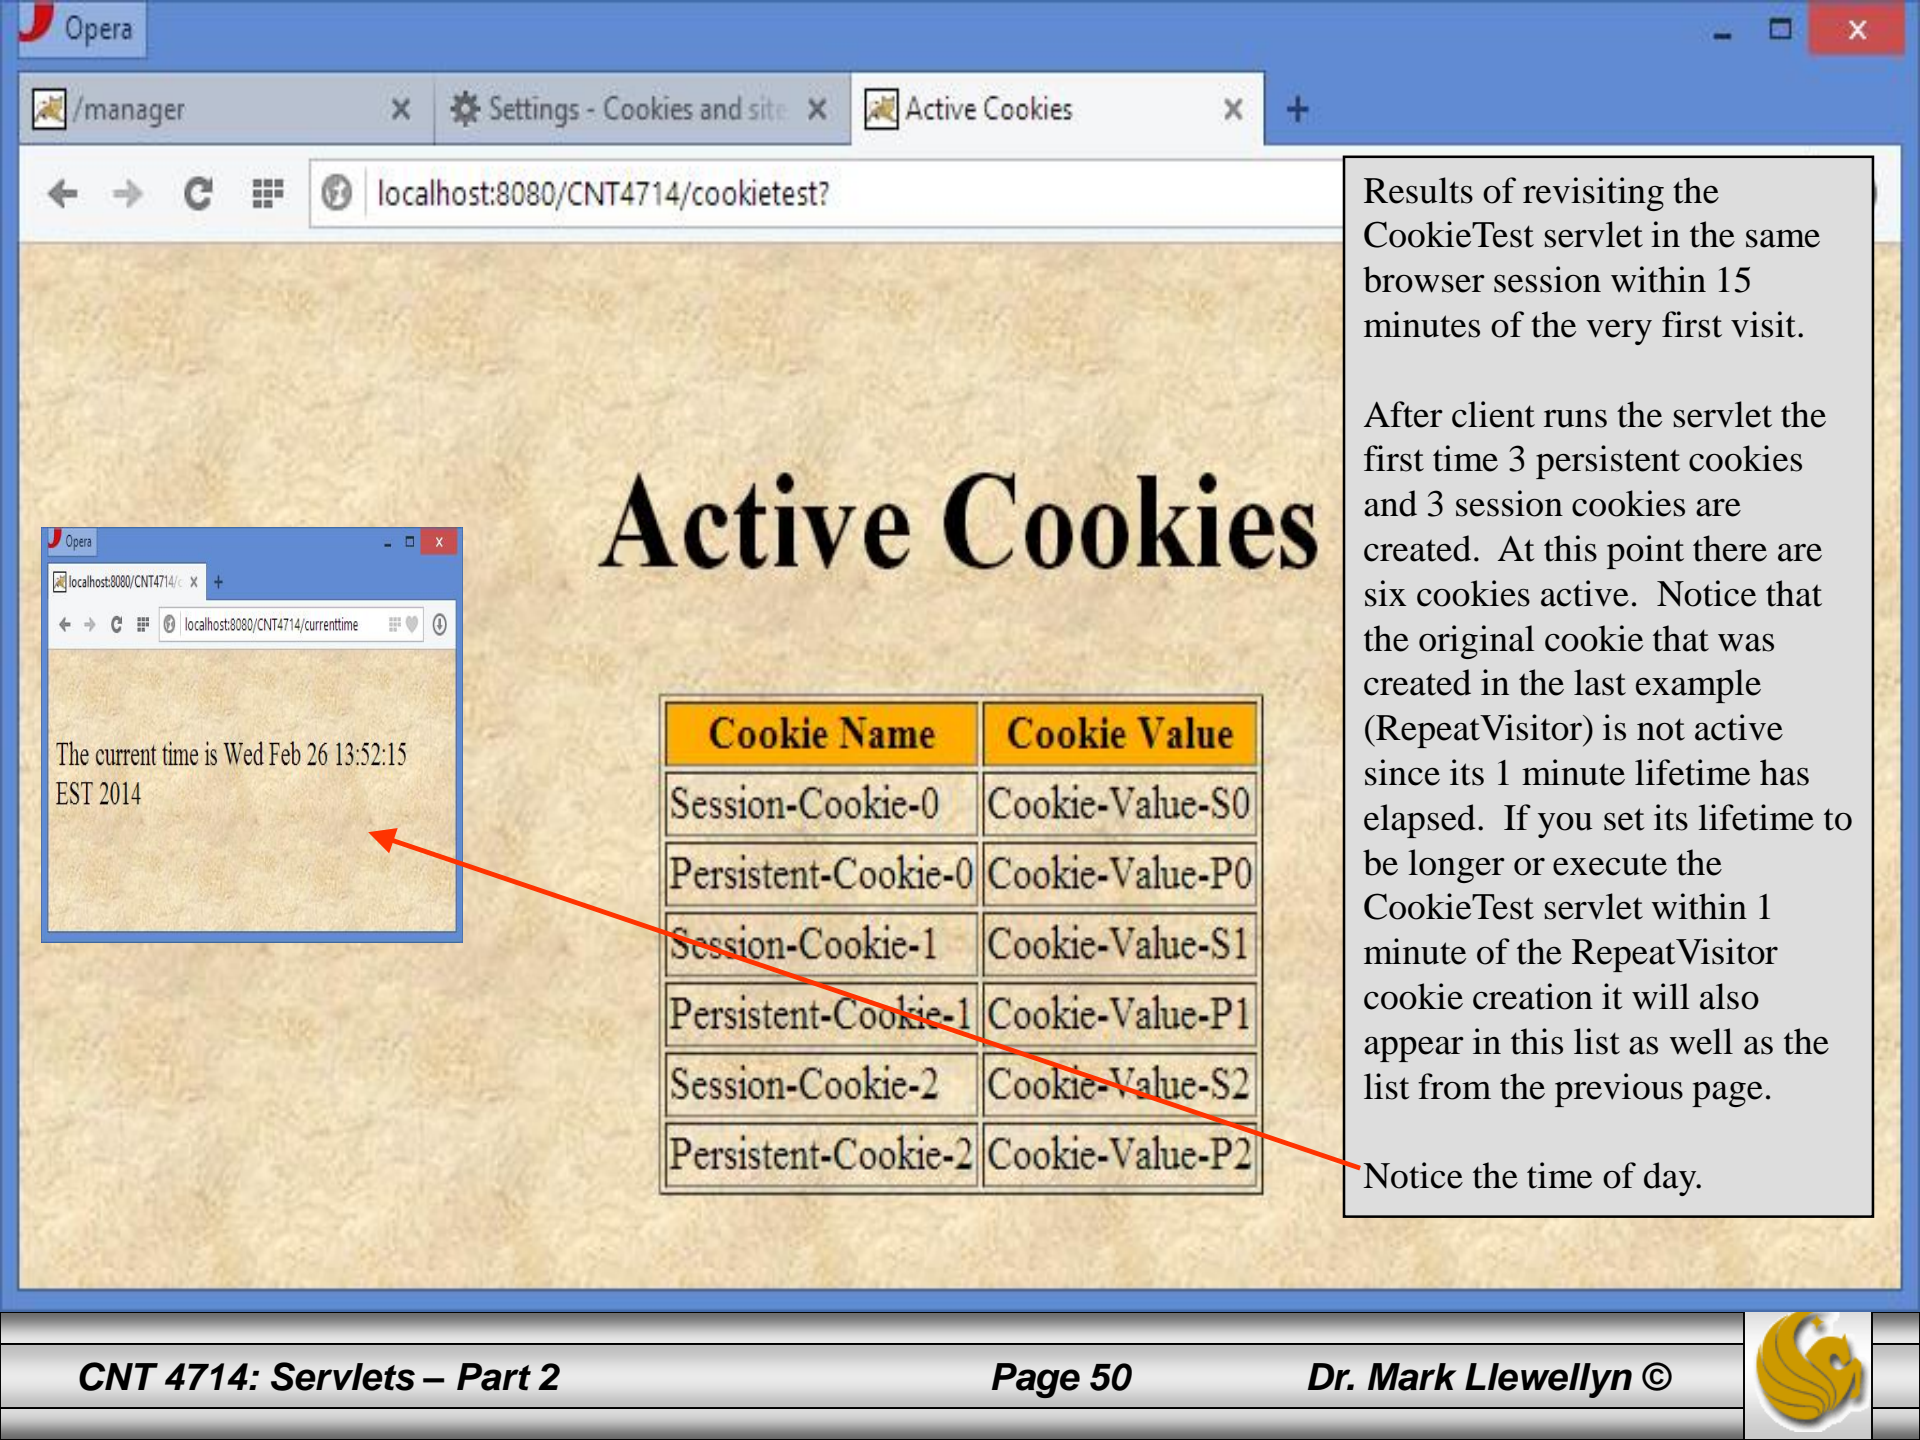 Opera
/manager
Settings - Cookies and site
Active Cookies
localhost:8080/CNT4714/cookietest?
Results of revisiting the
CookieTest servlet in the same
browser session within 15
minutes of the very first visit.
After client runs the servlet the
first time 3 persistent cookies
and 3 session cookies are
created.  At this point there are
six cookies active.  Notice that
the original cookie that was
created in the last example
(RepeatVisitor) is not active
since its 1 minute lifetime has
elapsed.  If you set its lifetime to
be longer or execute the
CookieTest servlet within 1
minute of the RepeatVisitor
cookie creation it will also
appear in this list as well as the
list from the previous page.
Notice the time of day.
Active Cookies
Opera
localhost:8080/CNT4714/
localhost:8080/CNT4714/currenttime
The current time is Wed Feb 26 13:52:15
EST 2014
Cookie Name Cookie Value
Session-Cookie-0 Cookie-Value-S0
Persistent-Cookie-0 Cookie-Value-P0
Session-Cookie-1 Cookie-Value-S1
Persistent-Cookie-1 Cookie-Value-P1
Session-Cookie-2 Cookie-Value-S2
Persistent-Cookie-2 Cookie-Value-P2
CNT 4714: Servlets – Part 2 Page 50 Dr. Mark Llewellyn ©